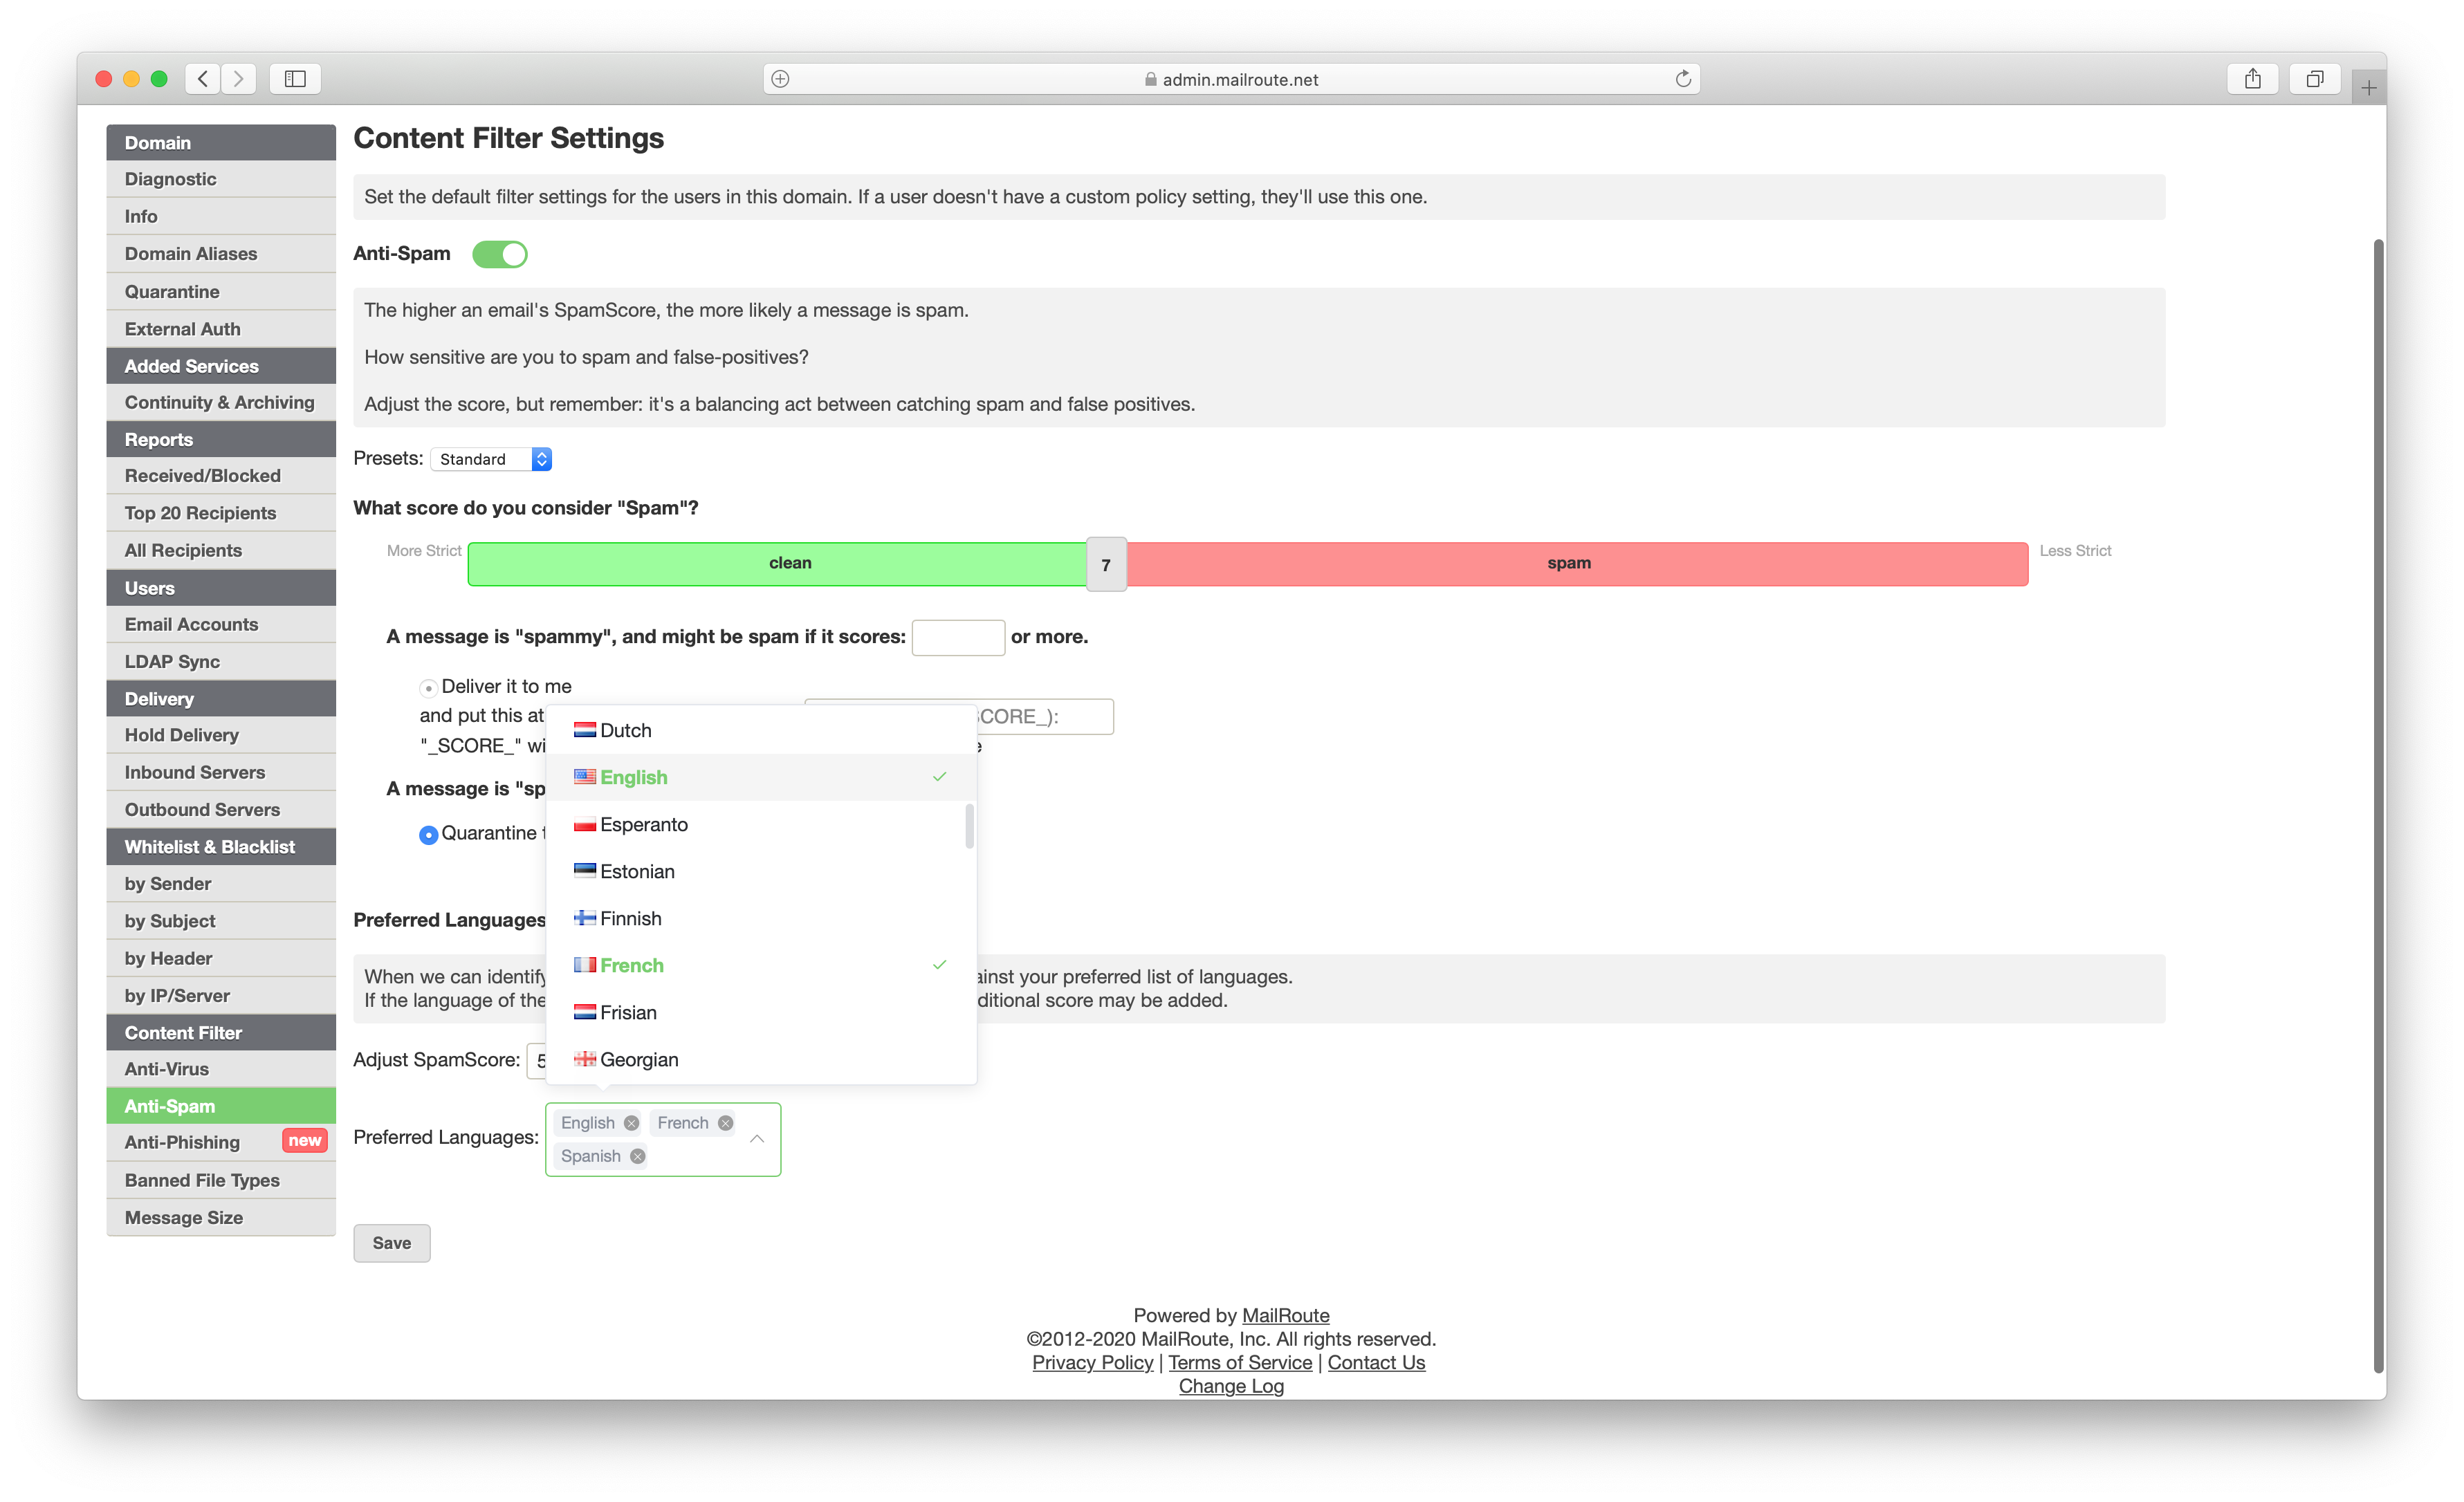 admin.mailroute.net
Domain
Diagnostic
Info
Domain Aliases
Quarantine
External Auth
Added Services
Continuity & Archiving
Reports
Received/Blocked
Top 20 Recipients
All Recipients
Users
Email Accounts
LDAP Sync
Delivery
Hold Delivery
Inbound Servers
Outbound Servers
Whitelist & Blacklist
by Sender
by Subject
by Header
by IP/Server
Content Filter
Anti-Virus
Anti-Spam
Anti-Phishing new
Banned File Types
Message Size
Content Filter Settings
Set the default filter settings for the users in this domain. If a user doesn't have a custom policy setting, they'll use this one.
Anti-Spam
The higher an email's SpamScore, the more likely a message is spam.
How sensitive are you to spam and false-positives?
Adjust the score, but remember: it's a balancing act between catching spam and false positives.
Presets: Standard
What score do you consider "Spam"?
More Strict clean 7 spam Less Strict
A message is "spammy", and might be spam if it scores: or more.
Deliver it to me
and put this at
CORE_):
"_SCORE_" wi
A message is "sp
Quarantine
Dutch
English
Esperanto
Estonian
Finnish
French
Frisian
Georgian
Preferred Languages
When we can identify ainst your preferred list of languages.
If the language of the ditional score may be added.
Adjust SpamScore: 5
Preferred Languages:
English French
Spanish
Save
Powered by MailRoute
©2012-2020 MailRoute, Inc. All rights reserved.
Privacy Policy | Terms of Service | Contact Us
Change Log